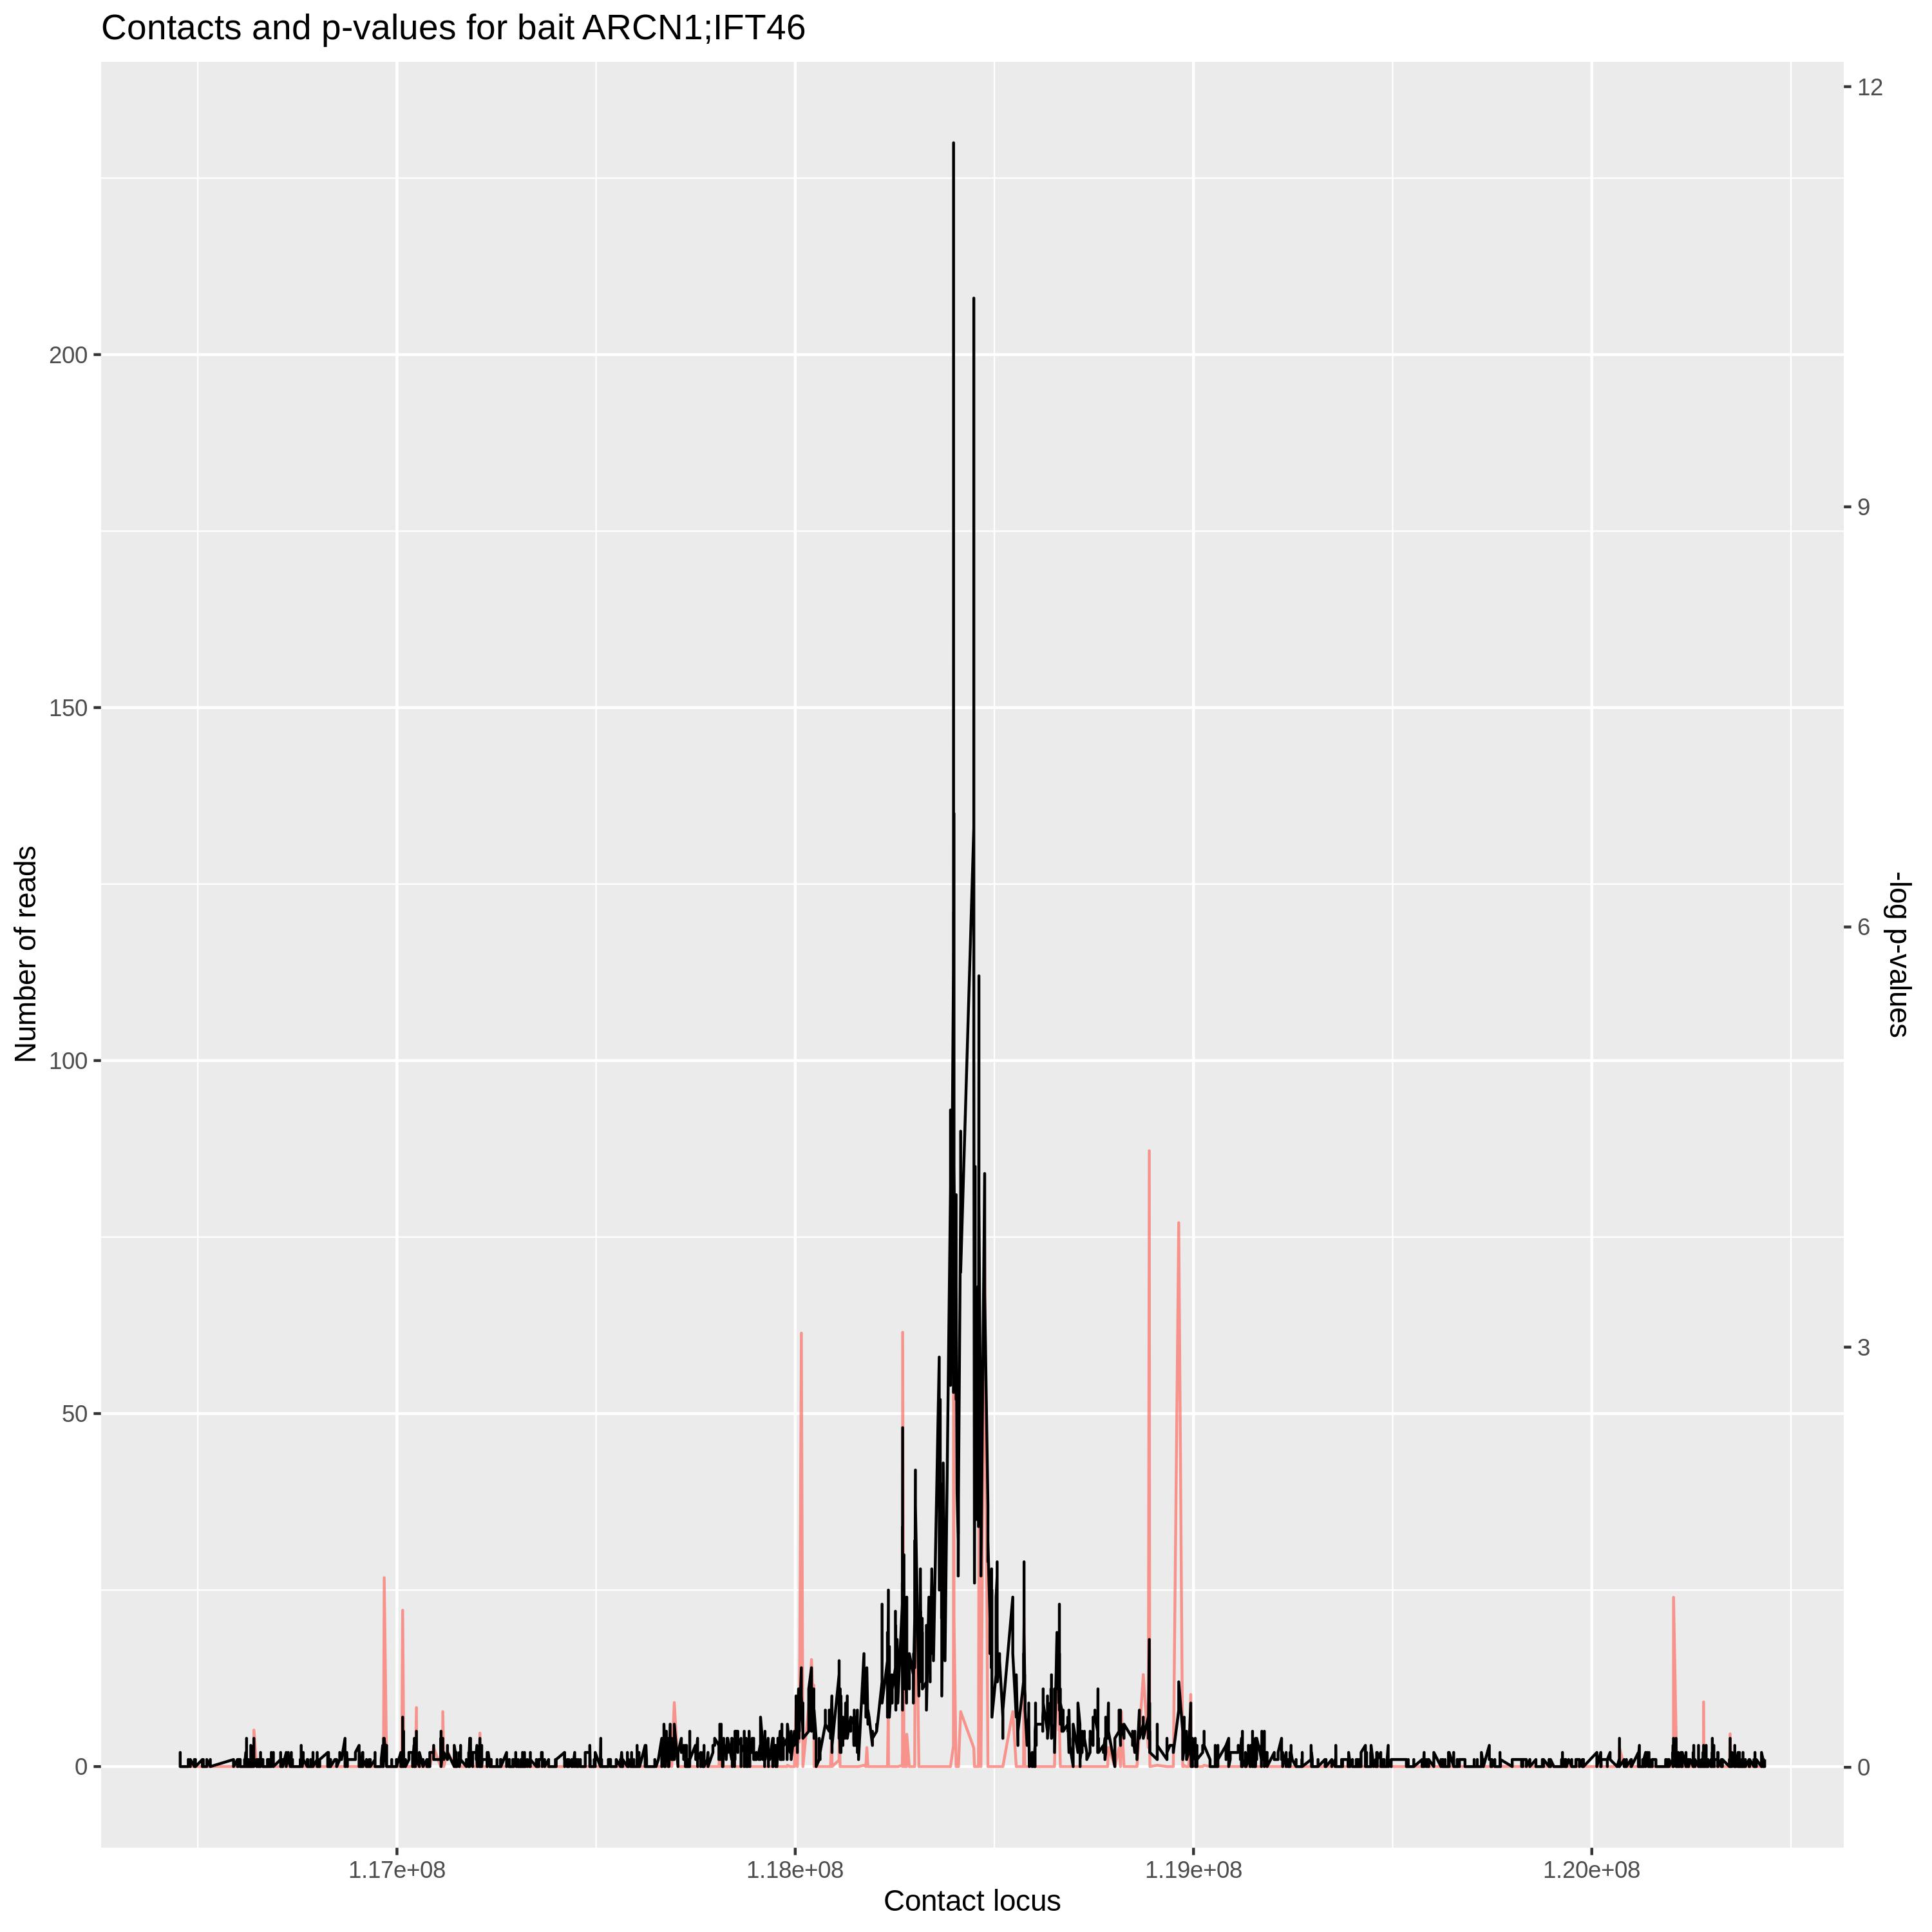 Contacts and p-values for bait ARCN1;IFT46
12
9
6
3
0
200
150
100
50
0
Number of reads
-log p-values
1.17e+08 1.18e+08 1.19e+08 1.20e+08
Contact locus